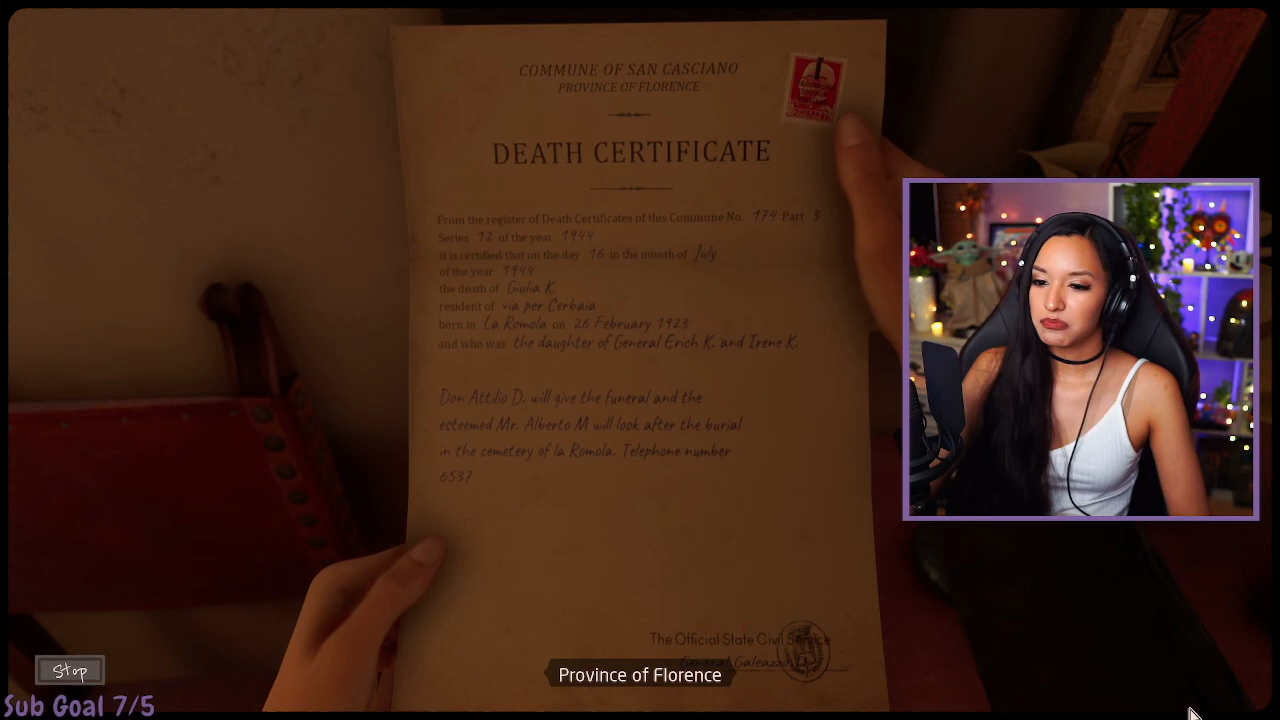 COMMUNE OF SAN CASCIANO
PROVINCE OF FLORENCE
DEATH CERTIFICATE
From the register of Death Certificates of this Commune No. 174 Part 3
Series 12 of the year 1944
it is certified that on the day 16 in the month of July
of the year 1944
the death of Giulia K.
resident of via per Cerbaia
born in La Romola on 26 February 1923
and who was the daughter of General Erich K. and Irene K.
Don Attilio D. will give the funeral and the
esteemed Mr. Alberto M will look after the burial
in the cemetery of la Romola. Telephone number
6537
The Official State Civil Service
General Galeazzo
Province of Florence
Stop
Sub Goal 7/5